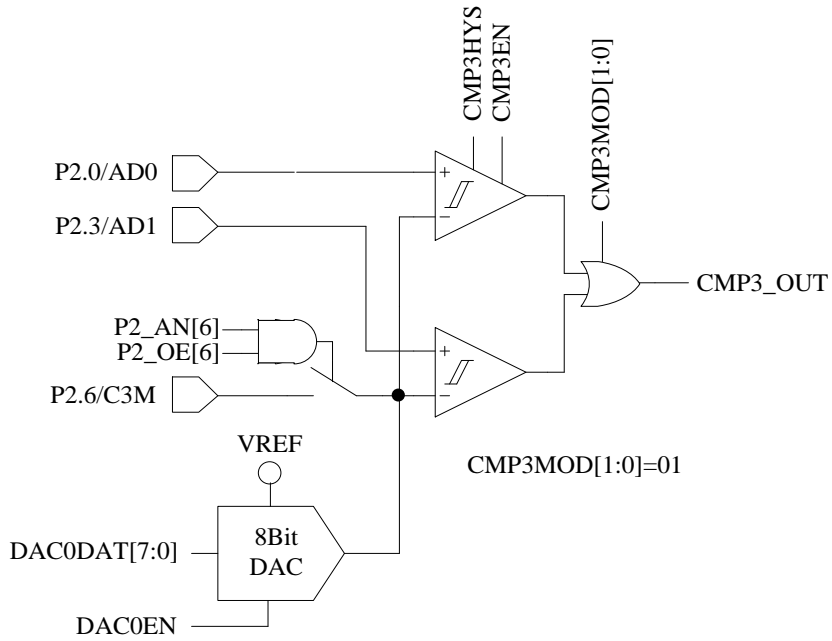 CMP3HYS
CMP3EN
CMP3MOD[1:0]
P2.0/AD0
+
−
P2.3/AD1
CMP3_OUT
P2_AN[6]
P2_OE[6]
+
P2.6/C3M
−
VREF
CMP3MOD[1:0]=01
DAC0DAT[7:0]
8Bit
DAC
DAC0EN